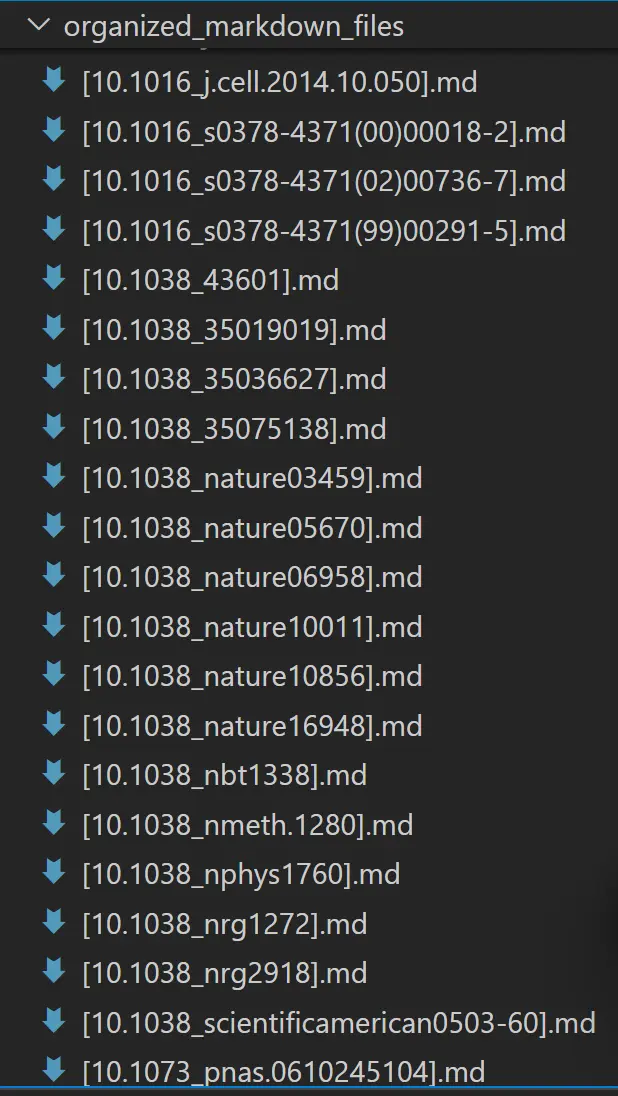 organized_markdown_files
[10.1016_j.cell.2014.10.050].md
[10.1016_s0378-4371(00)00018-2].md
[10.1016_s0378-4371(02)00736-7].md
[10.1016_s0378-4371(99)00291-5].md
[10.1038_43601].md
[10.1038_35019019].md
[10.1038_35036627].md
[10.1038_35075138].md
[10.1038_nature03459].md
[10.1038_nature05670].md
[10.1038_nature06958].md
[10.1038_nature10011].md
[10.1038_nature10856].md
[10.1038_nature16948].md
[10.1038_nbt1338].md
[10.1038_nmeth.1280].md
[10.1038_nphys1760].md
[10.1038_nrg1272].md
[10.1038_nrg2918].md
[10.1038_scientificamerican0503-60].md
[10.1073_pnas.0610245104].md